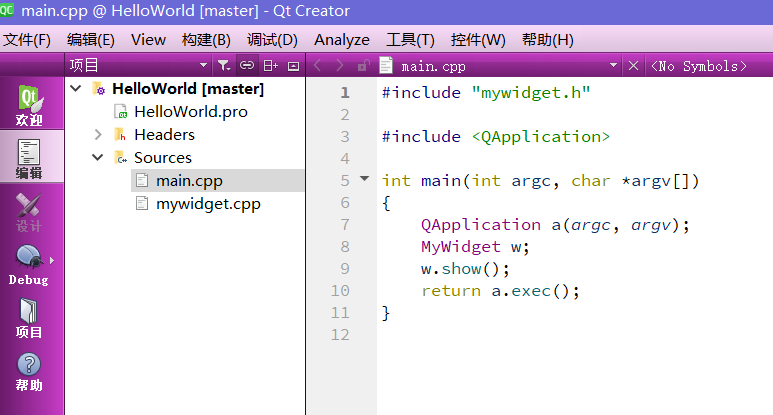 main.cpp @ HelloWorld [master] - Qt Creator
文件(F) 编辑(E) View 构建(B) 调试(D) Analyze 工具(T) 控件(W) 帮助(H)
项目 main.cpp <No Symbols>
欢迎
编辑
设计
Debug
项目
帮助
HelloWorld [master]
HelloWorld.pro
Headers
Sources
main.cpp
mywidget.cpp
1 #include "mywidget.h"
2
3 #include <QApplication>
4
5 int main(int argc, char *argv[])
6 {
7 QApplication a(argc, argv);
8 MyWidget w;
9 w.show();
10 return a.exec();
11 }
12